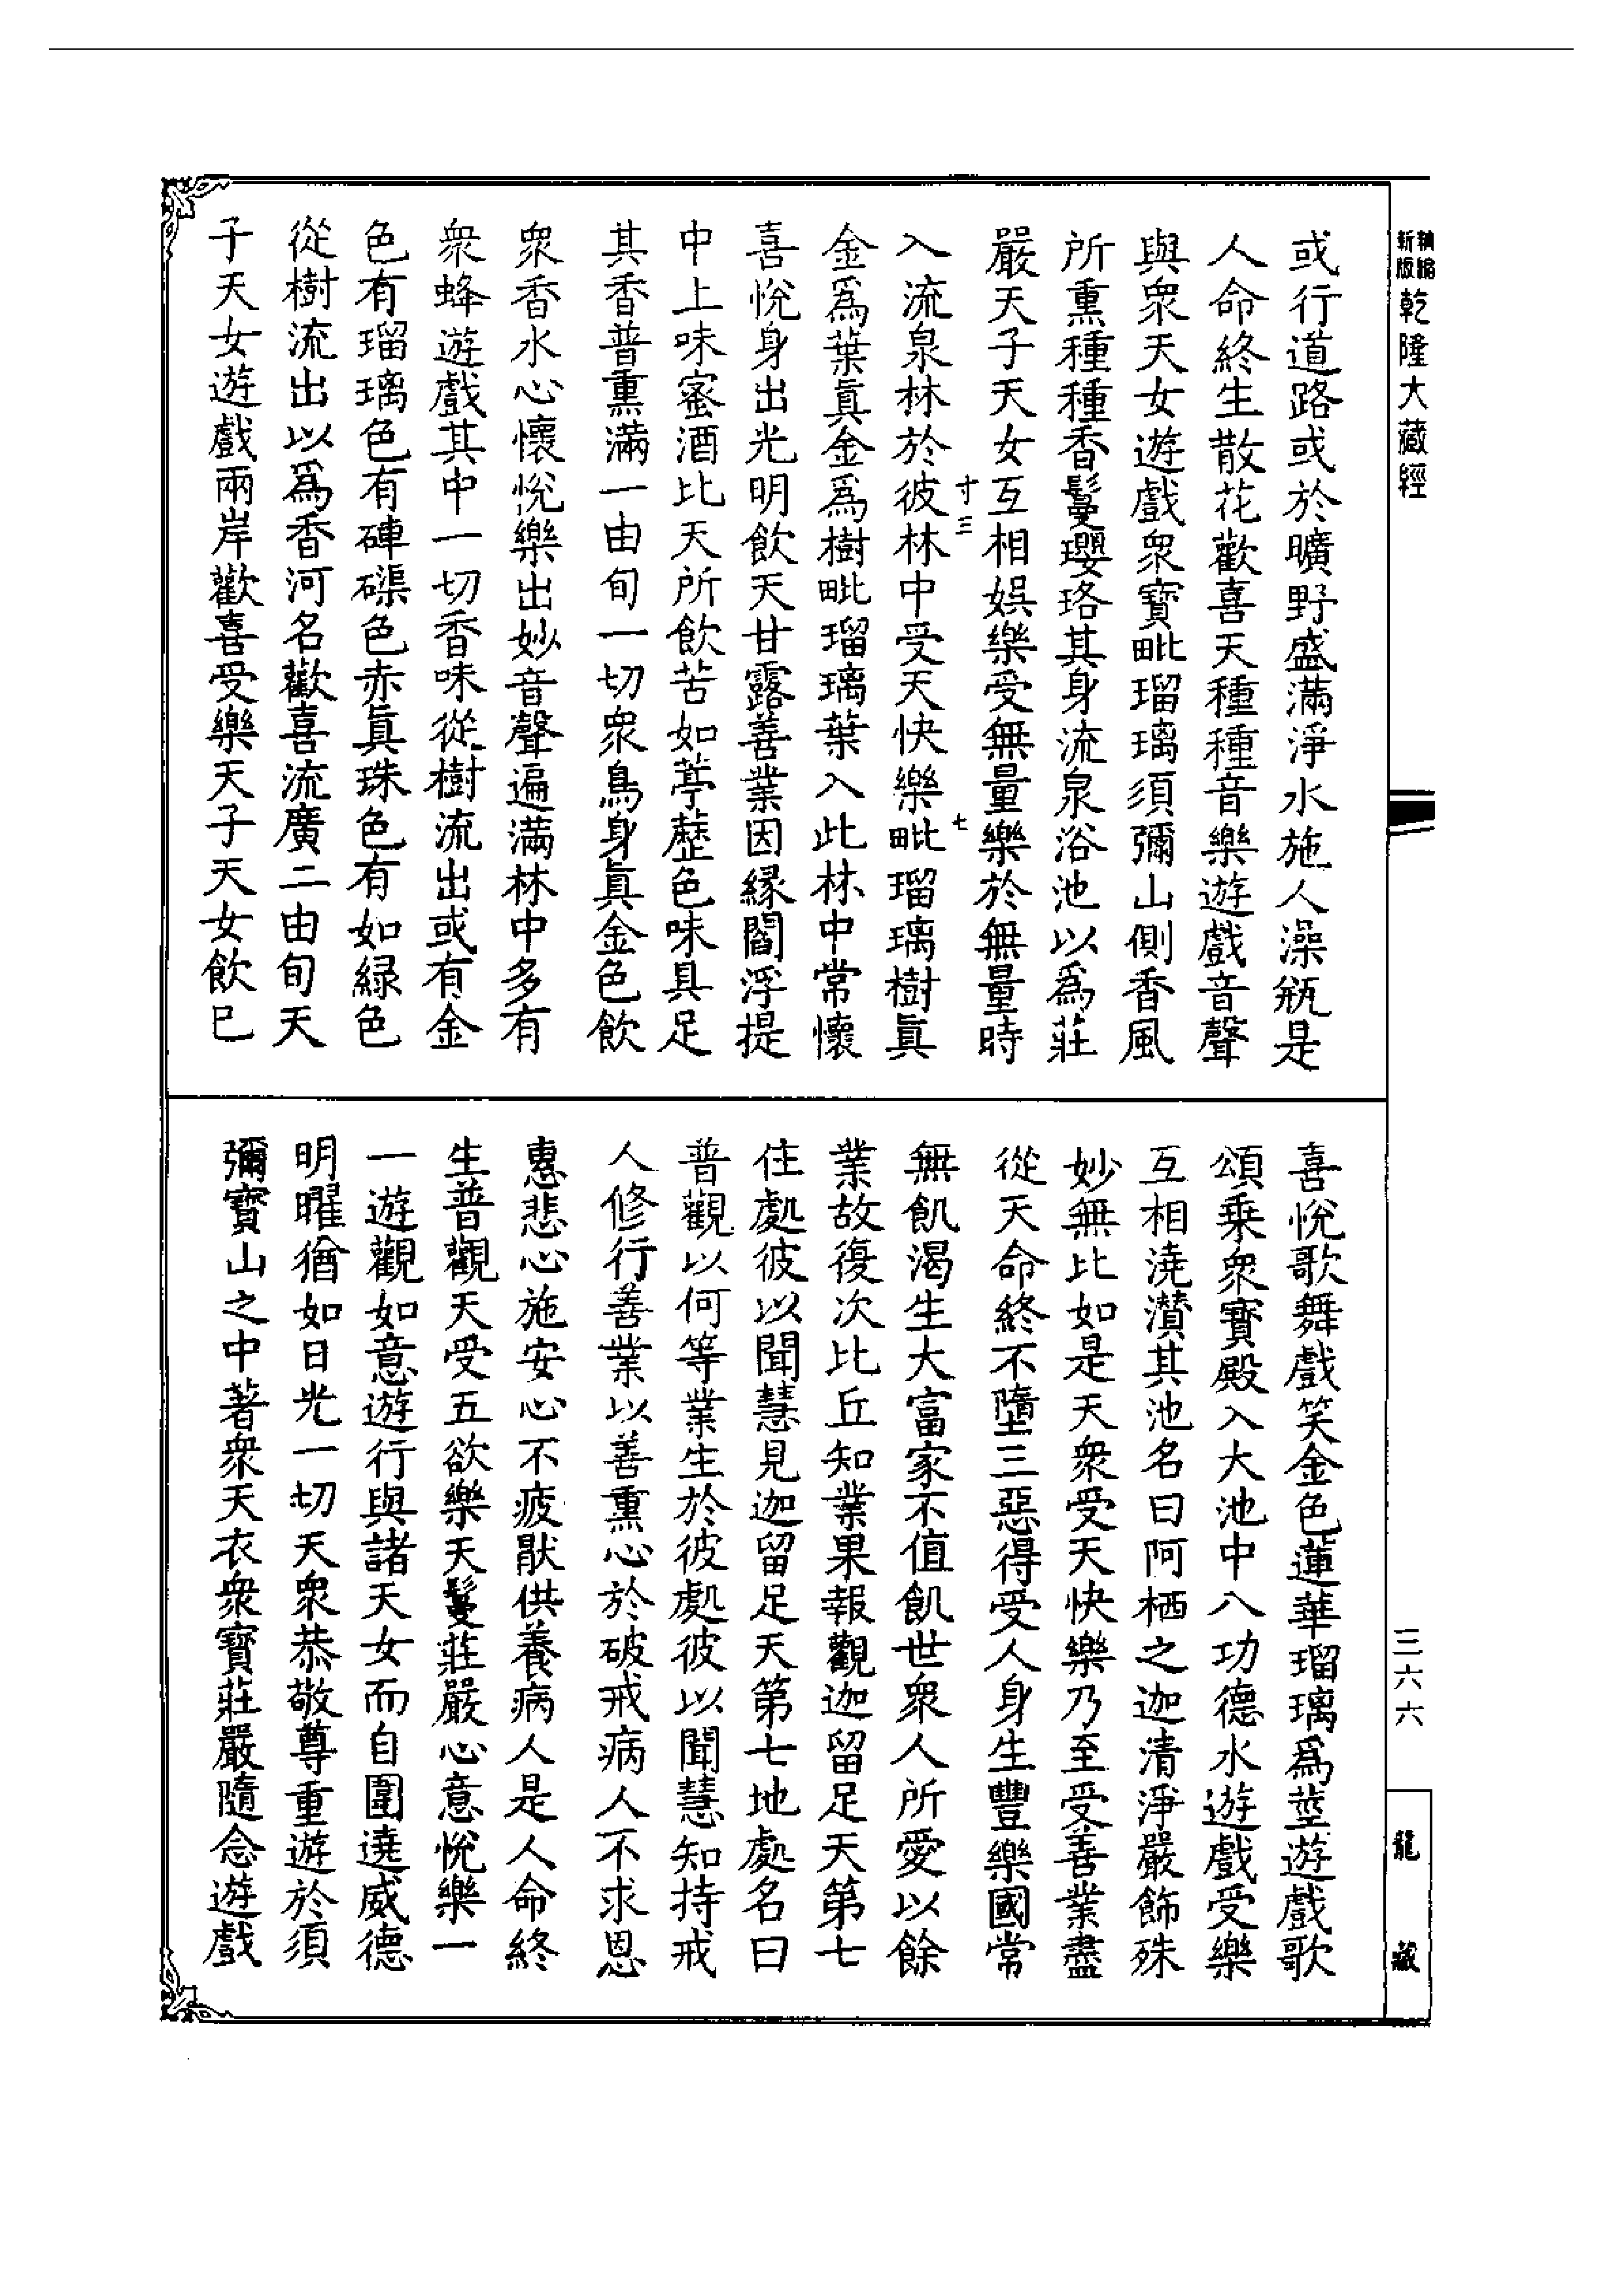 新版精縮乾隆大藏經
或行道路或於曠野盛滿淨水施人澡瓶是
人命終生散花歡喜天種種音樂遊戲音聲
與衆天女遊戲衆寶毗瑠璃須彌山側香風
所熏種種香鬘瓔珞其身流泉浴池以爲莊
嚴天子天女互相娛樂受無量樂於無量時
寸三
七
入流泉林於彼林中受天快樂毗瑠璃樹眞
金爲葉眞金爲樹毗瑠璃葉入此林中常懷
喜悅身出光明飲天甘露善業因緣閻浮提
中上味蜜酒比天所飲苦如葶藶色味具足
其香普熏滿一由旬一切衆鳥身眞金色飲
衆香水心懷悅樂出妙音聲遍滿林中多有
衆蜂遊戲其中一切香味從樹流出或有金
色有瑠璃色有硨磲色赤眞珠色有如緑色
從樹流出以爲香河名歡喜流廣二由旬天
子天女遊戲兩岸歡喜受樂天子天女飲已
喜悅歌舞戲笑金色蓮華瑠璃爲莖遊戲歌
頌乗衆寶殿入大池中八功德水遊戲受樂
互相澆灒其池名曰阿栖之迦清淨嚴飾殊
妙無比如是天衆受天快樂乃至受善業盡
從天命終不墮三惡得受人身生豐樂國常
無飢渴生大富家不值飢世衆人所愛以餘
業故復次比丘知業果報觀迦留足天第七
住處彼以聞慧見迦留足天第七地處名曰
普觀以何等業生於彼處彼以聞慧知持戒
人修行善業以善熏心於破戒病人不求恩
惠悲心施安心不疲猒供養病人是人命終
生普觀天受五欲樂天鬘莊嚴心意悅樂一
一遊觀如意遊行與諸天女而自圍遶威德
明曜猶如日光一切天衆恭敬尊重遊於須
彌寶山之中著衆天衣衆寶莊嚴隨念遊戲
三六六
龍藏